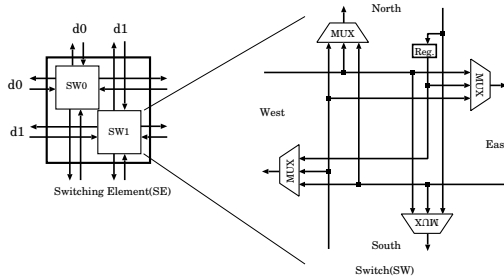 d0 d1
North
MUX
Reg.
SW0
d0
MUX
West
d1
SW1
East
MUX
Switching Element(SE)
MUX
South
Switch(SW)